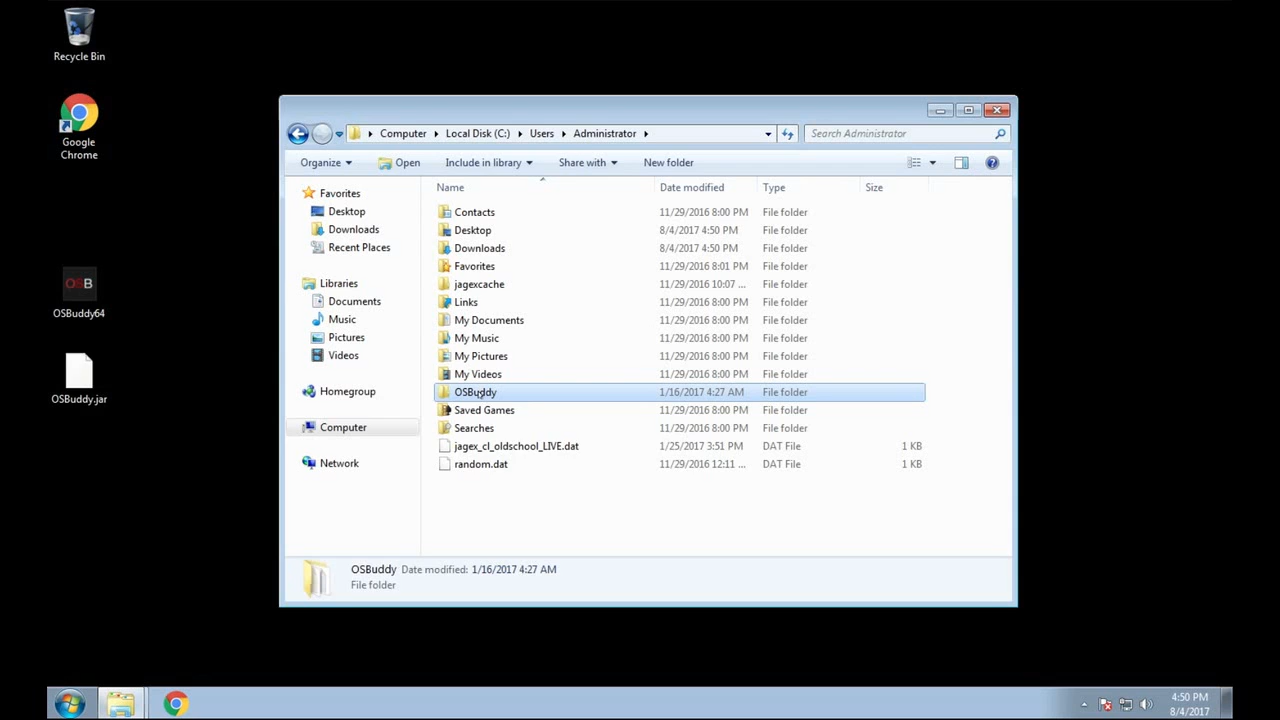 Recycle Bin
Google
Chrome
OSB
OSBuddy64
OSBuddy.jar
Computer Local Disk (C:) Users Administrator
Search Administrator
Organize Open Include in library Share with New folder
Favorites
Desktop
Downloads
Recent Places
Libraries
Documents
Music
Pictures
Videos
Homegroup
Computer
Network
Name Date modified Type Size
Contacts 11/29/2016 8:00 PM File folder
Desktop 8/4/2017 4:50 PM File folder
Downloads 8/4/2017 4:50 PM File folder
Favorites 11/29/2016 8:01 PM File folder
jagexcache 11/29/2016 10:07 ... File folder
Links 11/29/2016 8:00 PM File folder
My Documents 11/29/2016 8:00 PM File folder
My Music 11/29/2016 8:00 PM File folder
My Pictures 11/29/2016 8:00 PM File folder
My Videos 11/29/2016 8:00 PM File folder
OSBuddy 1/16/2017 4:27 AM File folder
Saved Games 11/29/2016 8:00 PM File folder
Searches 11/29/2016 8:00 PM File folder
jagex_cl_oldschool_LIVE.dat 1/25/2017 3:51 PM DAT File 1 KB
random.dat 11/29/2016 12:11 ... DAT File 1 KB
OSBuddy Date modified: 1/16/2017 4:27 AM
File folder
4:50 PM
8/4/2017